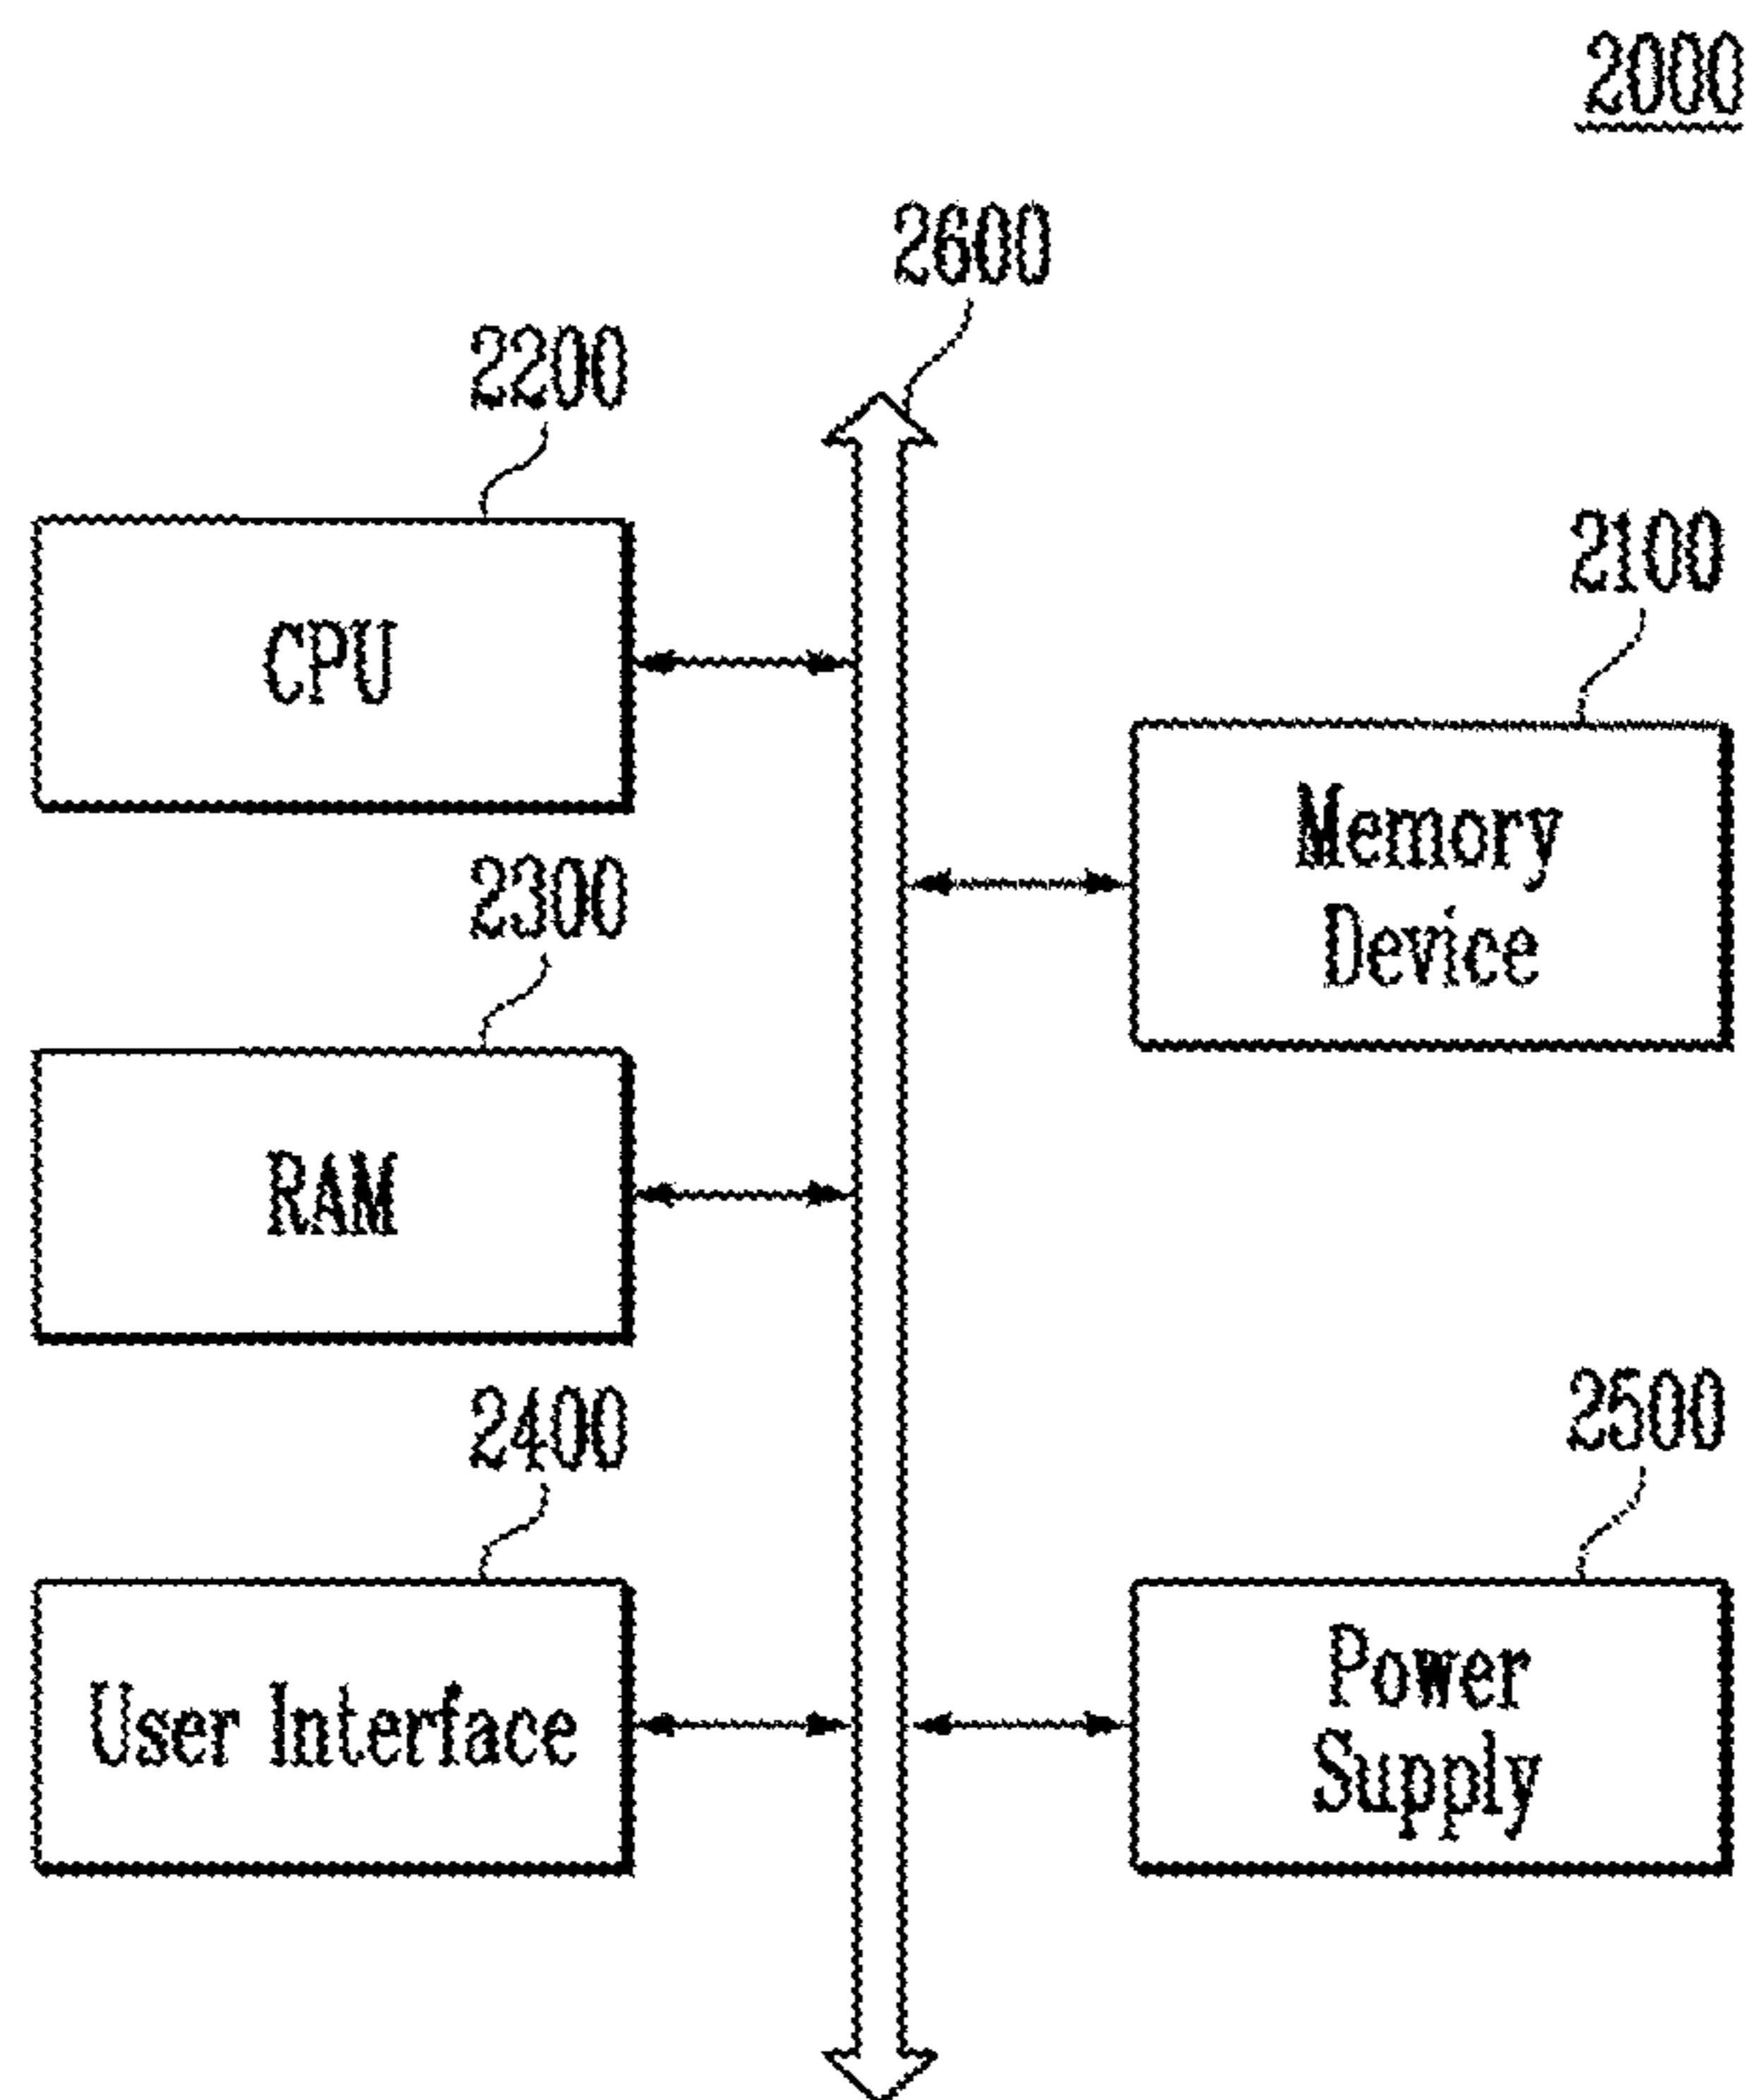 2000
2600
2200
CPU
2100
Memory
Device
2300
RAM
2400
User Interface
2500
Power
Supply